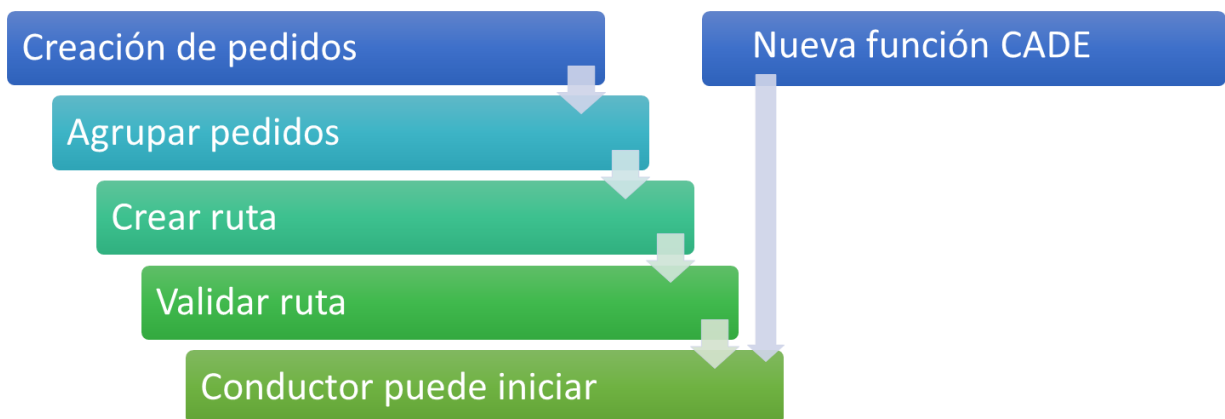 Creación de pedidos
Nueva función CADE
Agrupar pedidos
Crear ruta
Validar ruta
Conductor puede iniciar